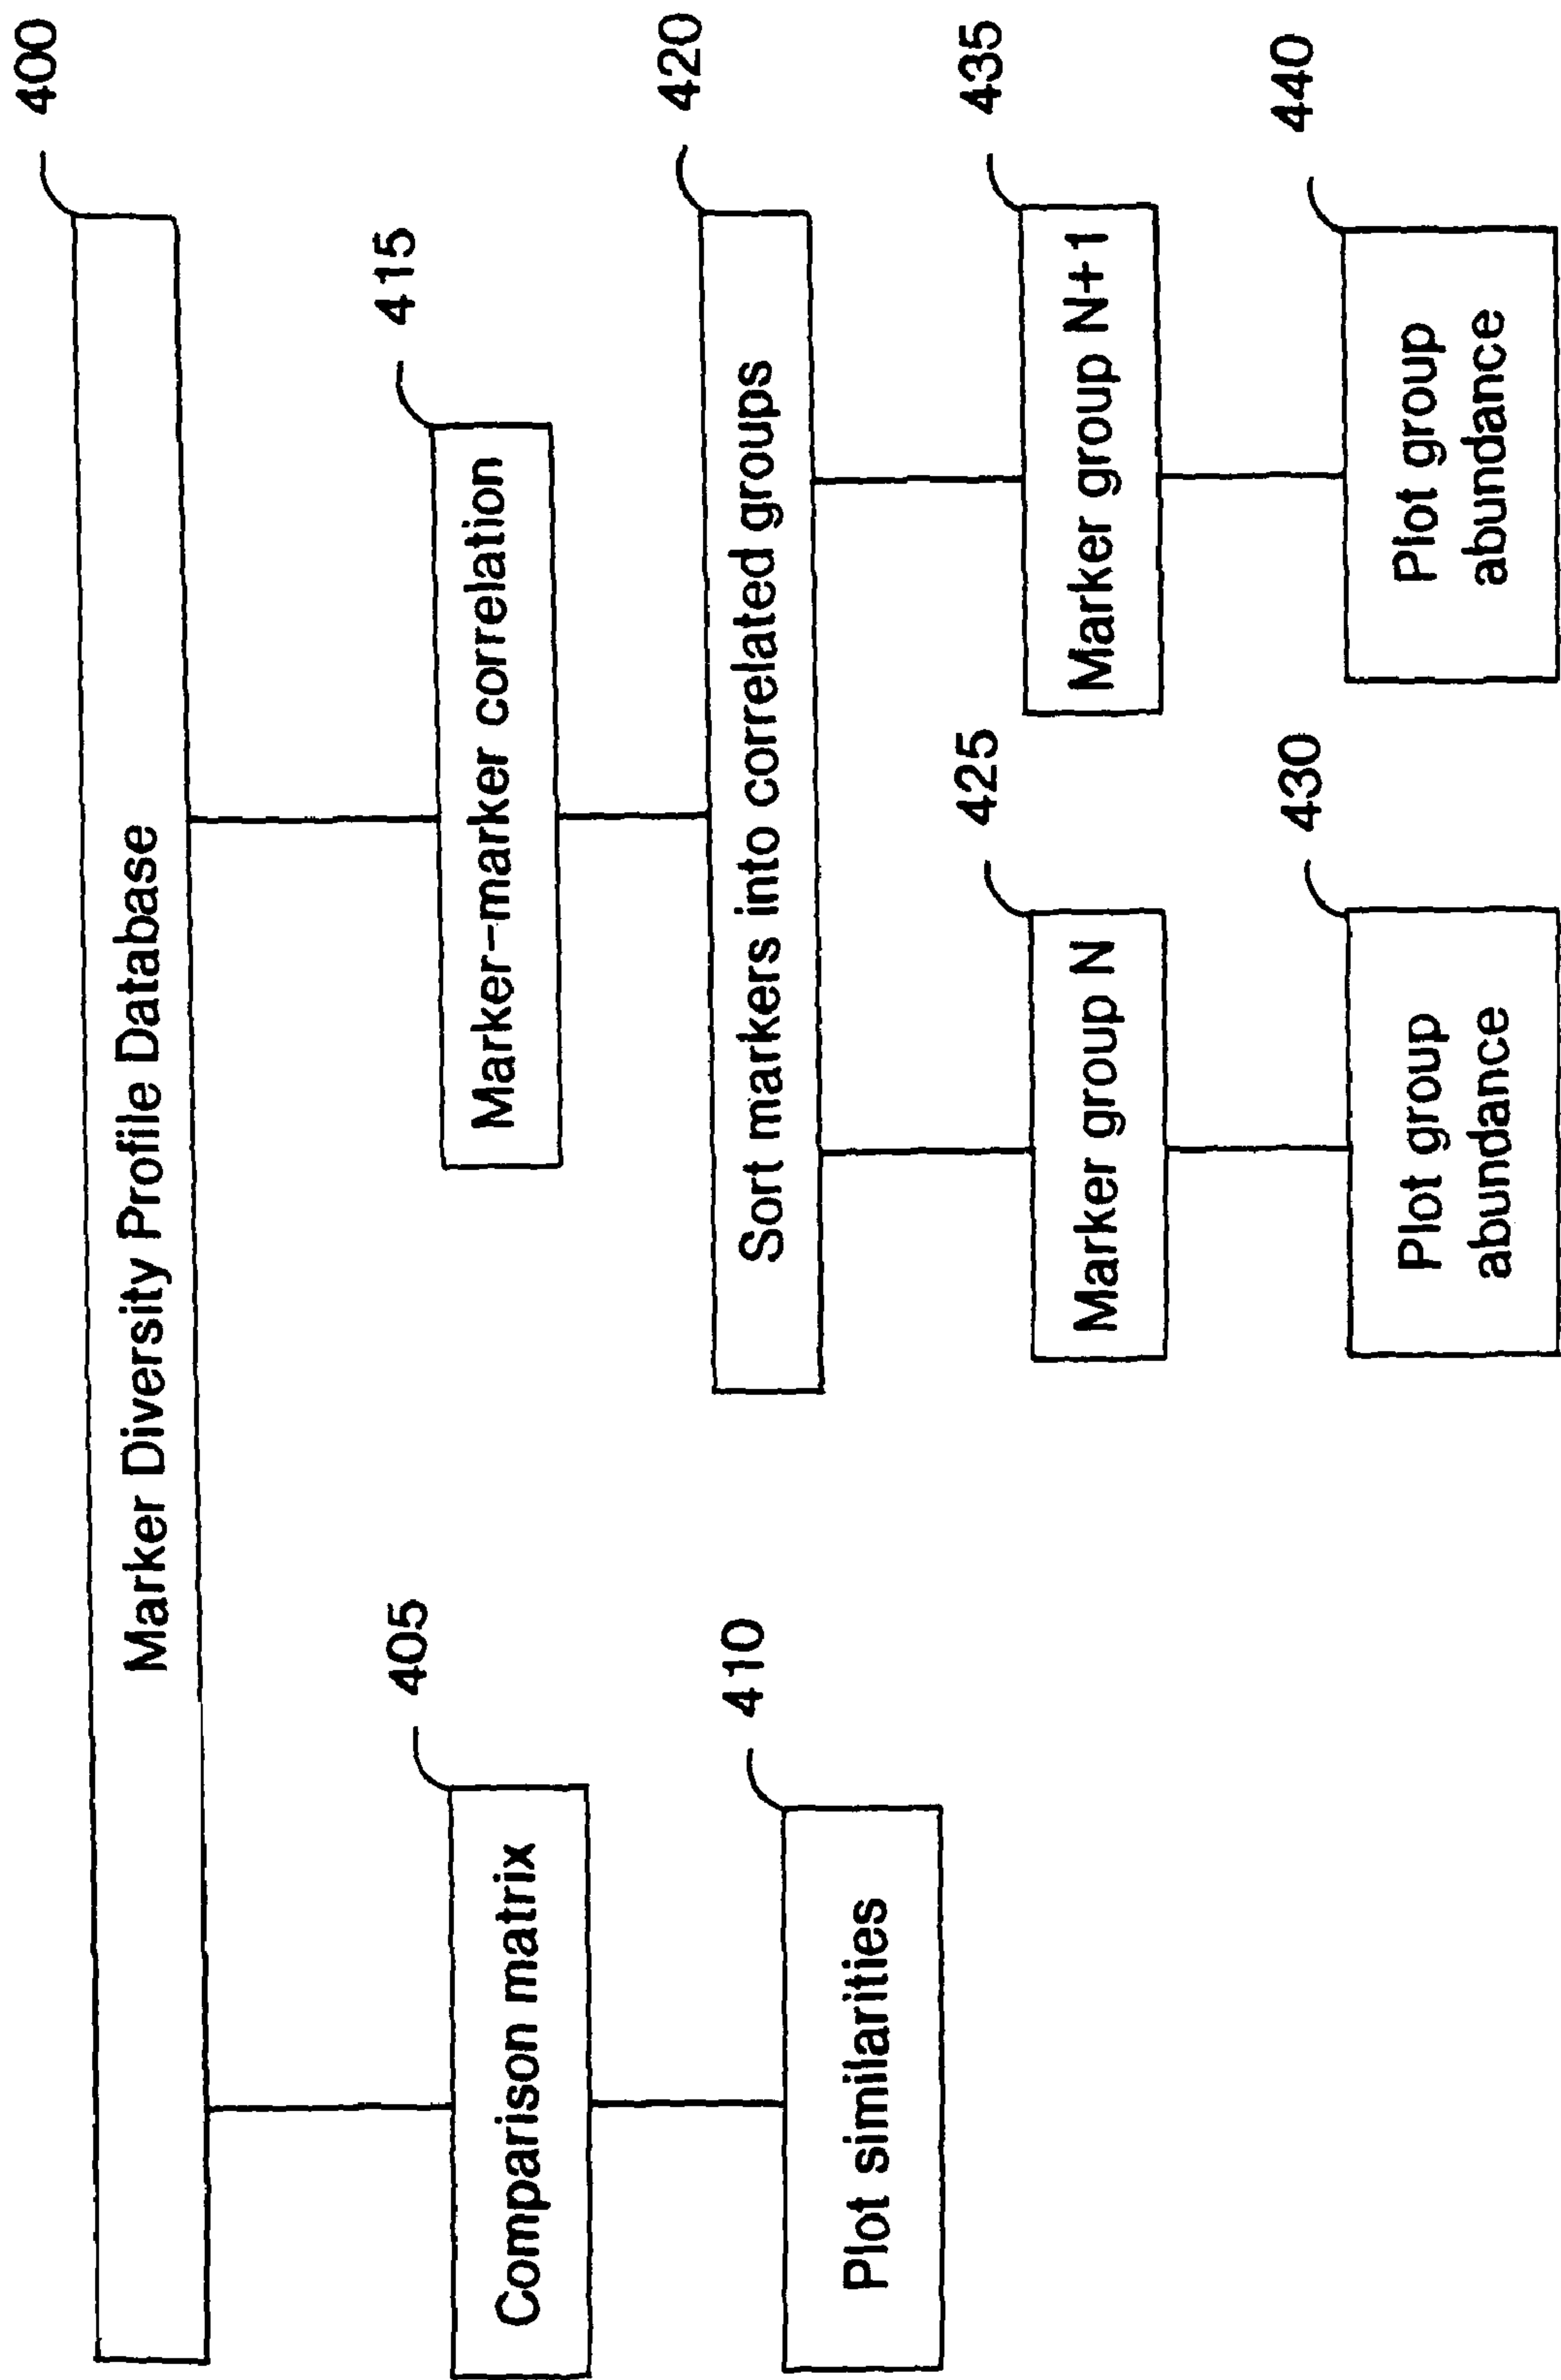 400
Marker Diversity Profile Database
405
Comparison matrix
410
Plot similarities
415
Marker-marker correlation
420
Sort markers into correlated groups
425
Marker group N
430
Plot group
abundance
435
Marker group N+1
440
Plot group
abundance